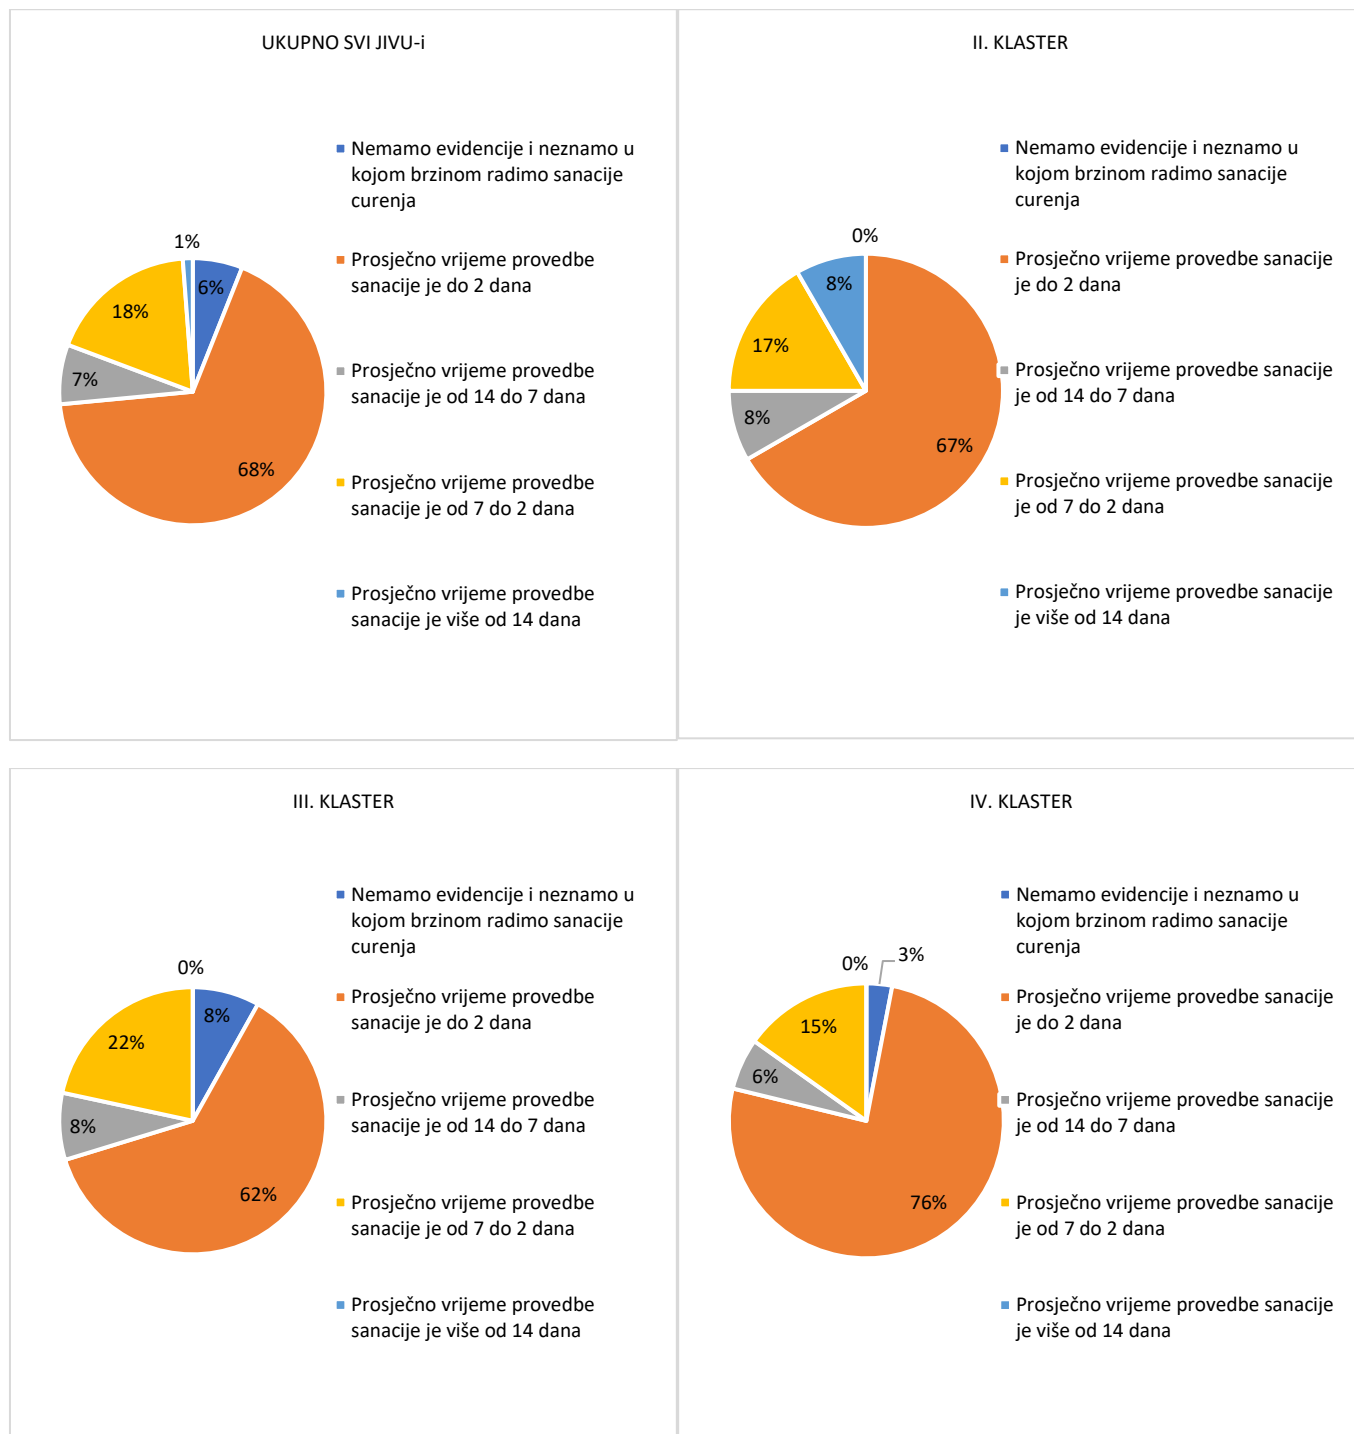 UKUPNO SVI JIVU-i
Nemamo evidencije i neznamo u
kojom brzinom radimo sanacije
curenja
Prosječno vrijeme provedbe
sanacije je do 2 dana
Prosječno vrijeme provedbe
sanacije je od 14 do 7 dana
Prosječno vrijeme provedbe
sanacije je od 7 do 2 dana
Prosječno vrijeme provedbe
sanacije je više od 14 dana
1%
6%
18%
7%
68%
II. KLASTER
Nemamo evidencije i neznamo u
kojom brzinom radimo sanacije
curenja
Prosječno vrijeme provedbe sanacije
je do 2 dana
Prosječno vrijeme provedbe sanacije
je od 14 do 7 dana
Prosječno vrijeme provedbe sanacije
je od 7 do 2 dana
Prosječno vrijeme provedbe sanacije
je više od 14 dana
0%
8%
17%
8%
67%
III. KLASTER
Nemamo evidencije i neznamo u
kojom brzinom radimo sanacije
curenja
Prosječno vrijeme provedbe
sanacije je do 2 dana
Prosječno vrijeme provedbe
sanacije je od 14 do 7 dana
Prosječno vrijeme provedbe
sanacije je od 7 do 2 dana
Prosječno vrijeme provedbe
sanacije je više od 14 dana
0%
8%
22%
8%
62%
IV. KLASTER
Nemamo evidencije i neznamo u
kojom brzinom radimo sanacije
curenja
Prosječno vrijeme provedbe sanacije
je do 2 dana
Prosječno vrijeme provedbe sanacije
je od 14 do 7 dana
Prosječno vrijeme provedbe sanacije
je od 7 do 2 dana
Prosječno vrijeme provedbe sanacije
je više od 14 dana
0%
3%
15%
6%
76%